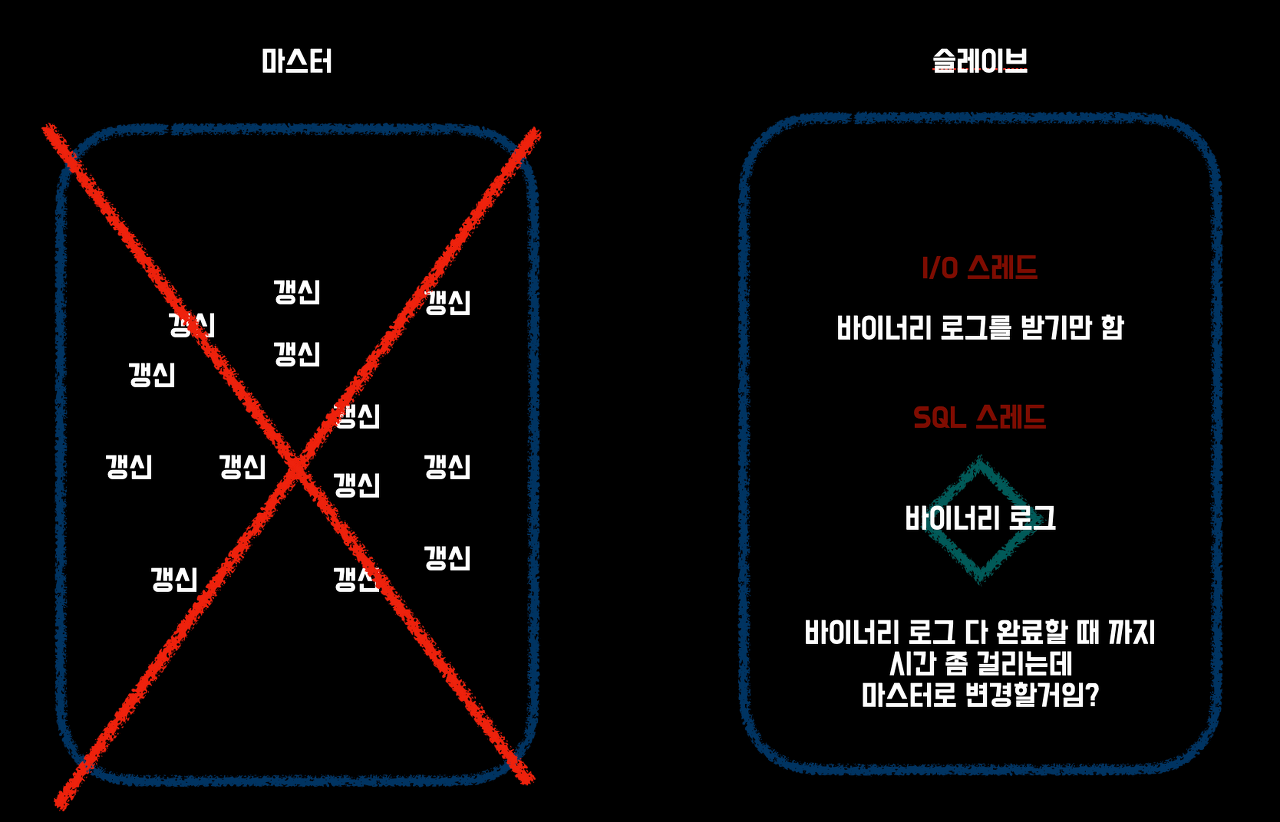 마스터
슬레이브
갱신
갱신
갱신
갱신
갱신
갱신
갱신
갱신
갱신
갱신
갱신
갱신
갱신
I/O 스레드
바이너리 로그를 받기만 함
SQL 스레드
바이너리 로그
바이너리 로그 다 완료할 때 까지
시간 좀 걸리는데
마스터로 변경할거임?